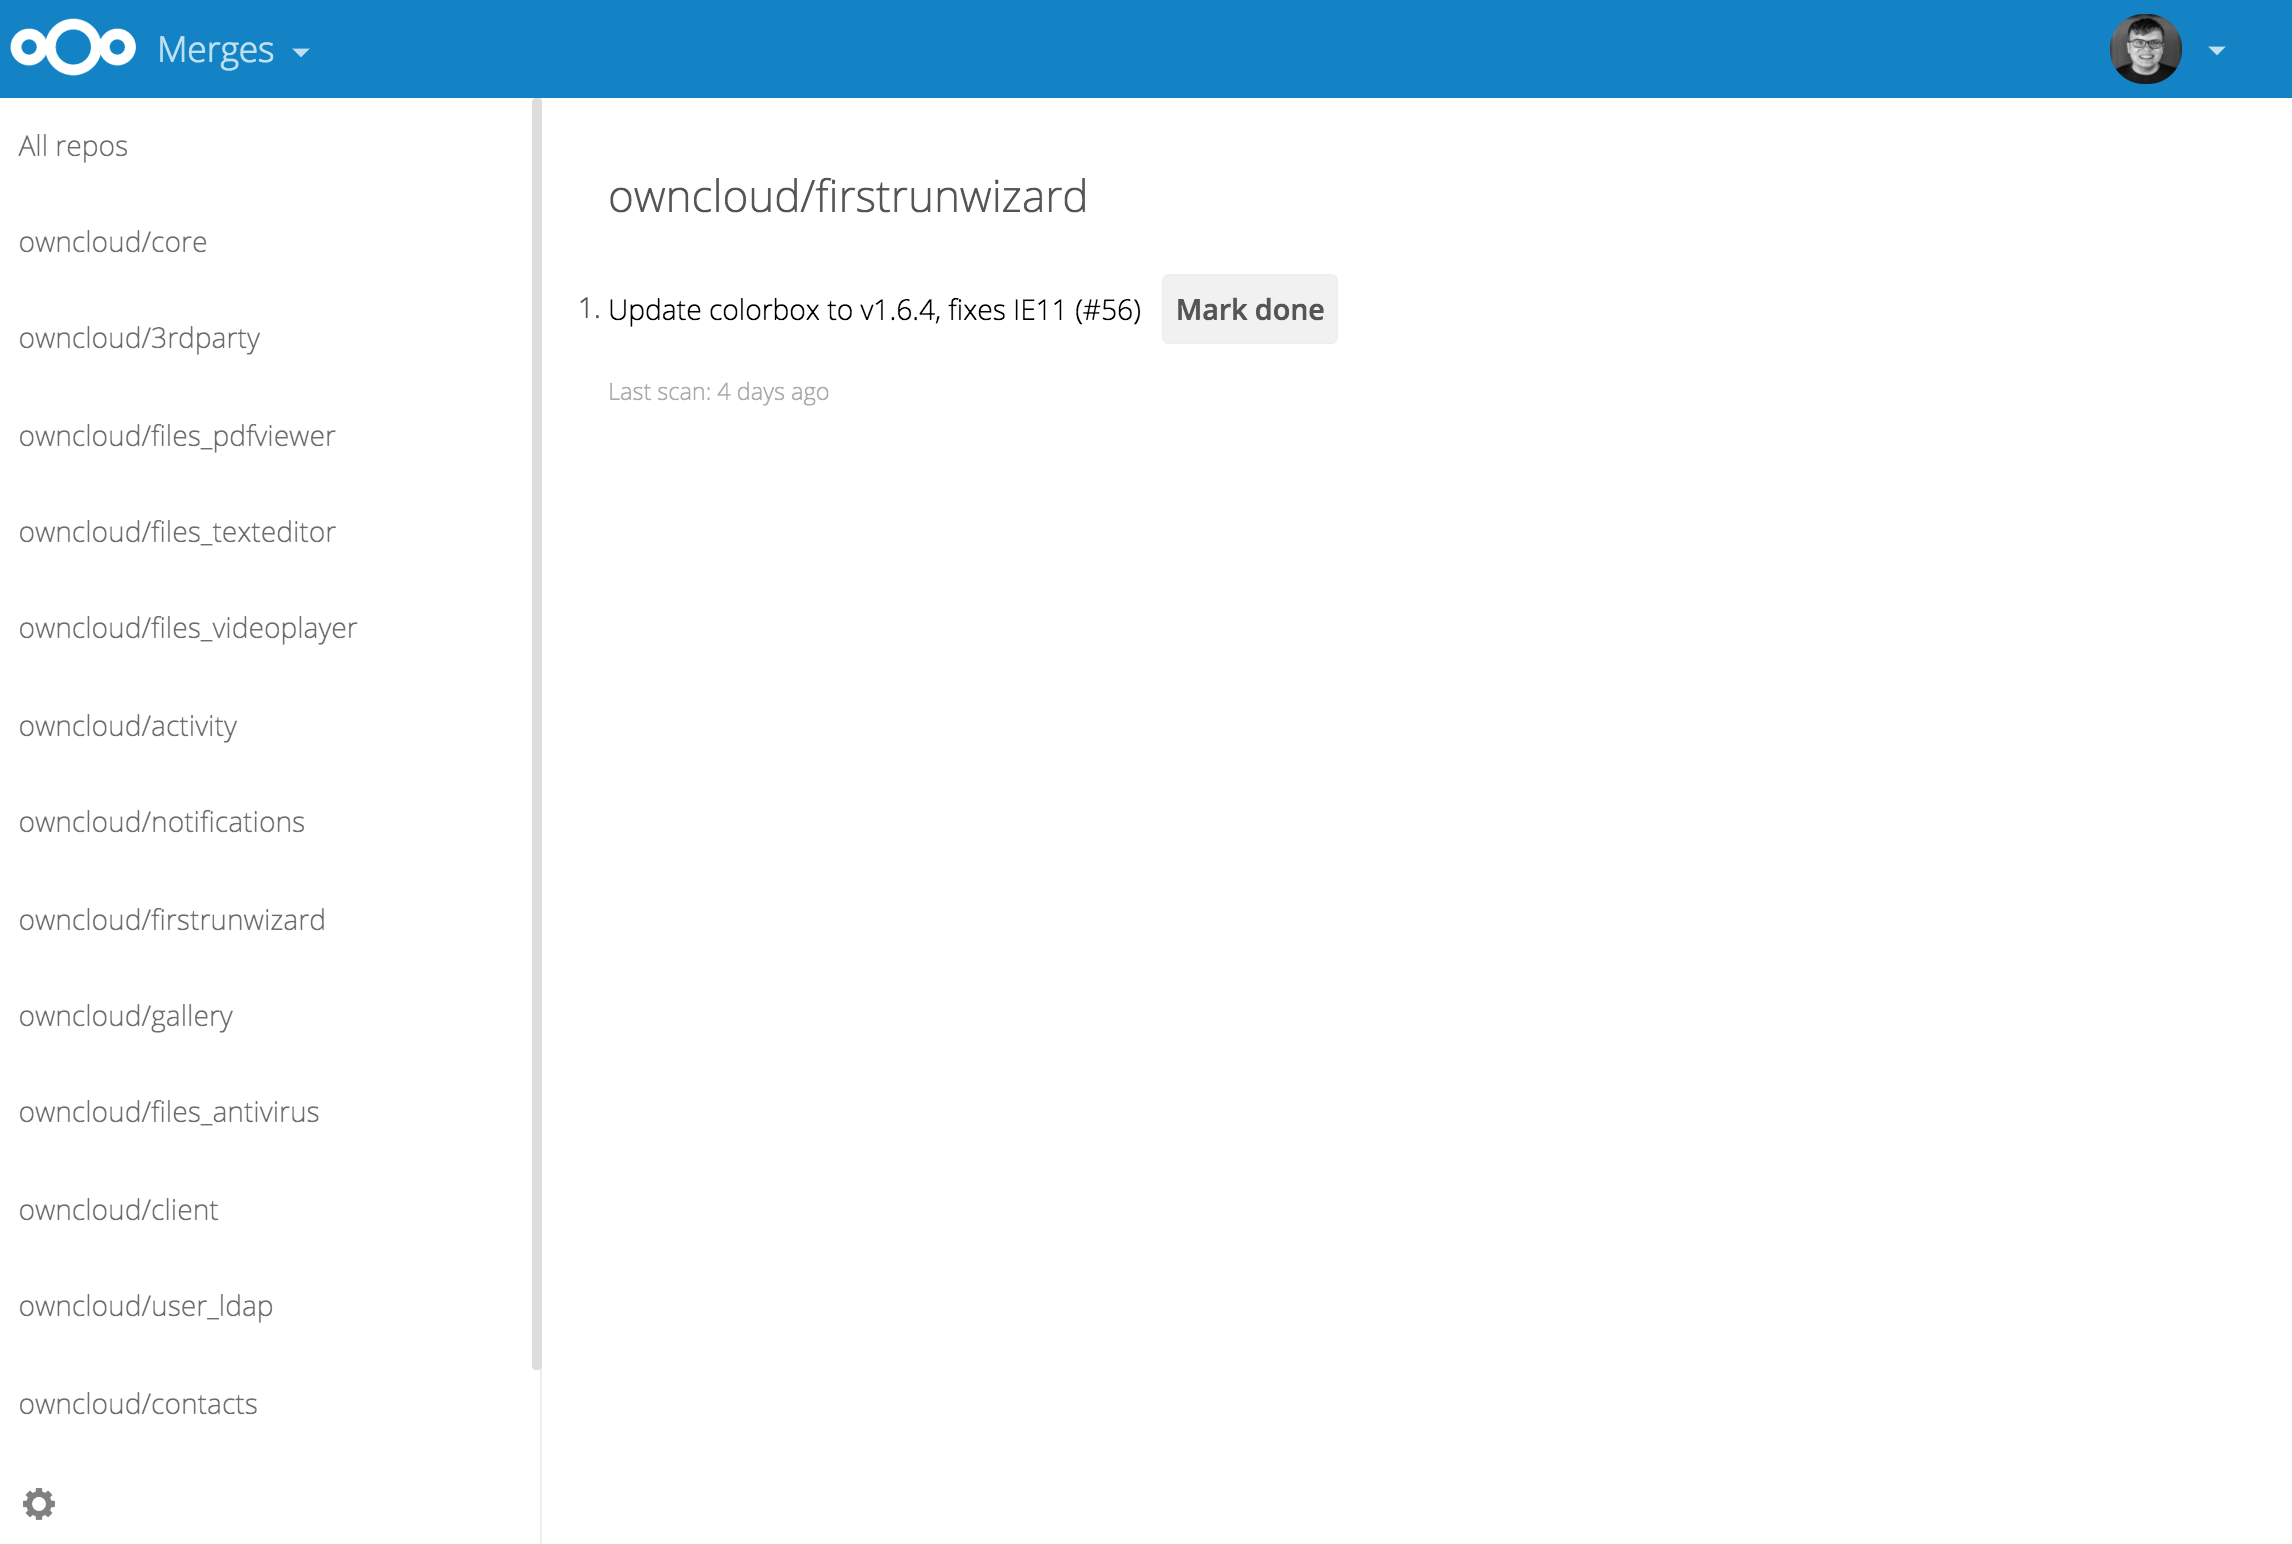 Merges
All repos
owncloud/core
owncloud/3rdparty
owncloud/files_pdfviewer
owncloud/files_texteditor
owncloud/files_videoplayer
owncloud/activity
owncloud/notifications
owncloud/firstrunwizard
owncloud/gallery
owncloud/files_antivirus
owncloud/client
owncloud/user_ldap
owncloud/contacts
owncloud/firstrunwizard
1. Update colorbox to v1.6.4, fixes IE11 (#56) Mark done
Last scan: 4 days ago